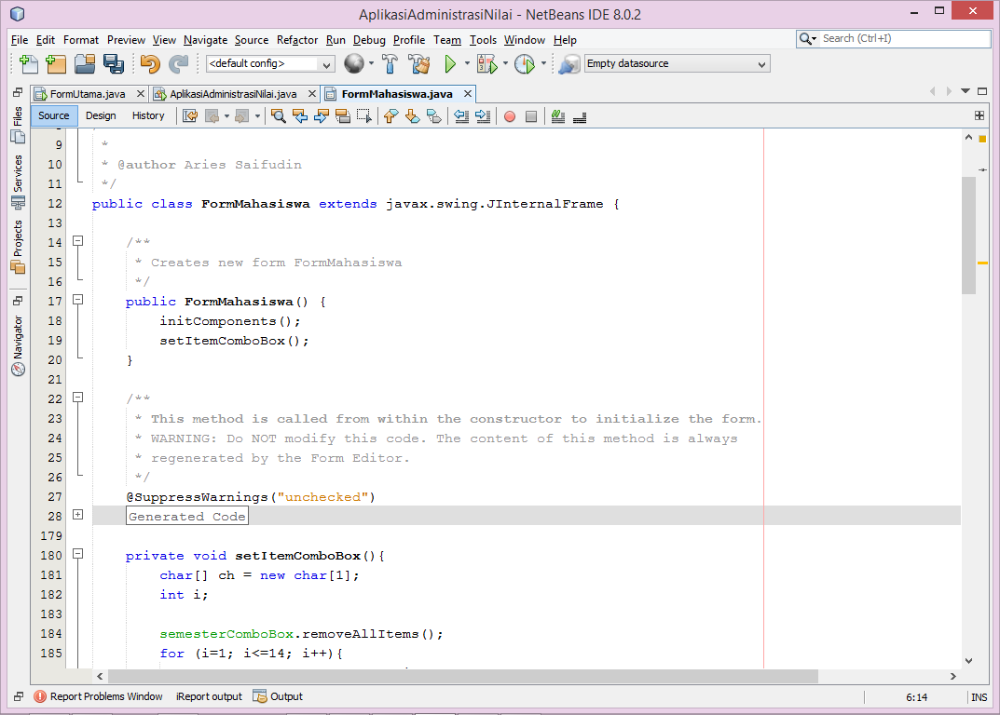 AplikasiAdministrasiNilai - NetBeans IDE 8.0.2
File Edit Format Preview View Navigate Source Refactor Run Debug Profile Team Tools Window Help
Search (Ctrl+I)
<default config>
Empty datasource
FormUtama.java
AplikasiAdministrasiNilai.java
FormMahasiswa.java
Source Design History
Files
Services
Projects
Navigator
9 *
10 * @author Aries Saifudin
11 */
12 public class FormMahasiswa extends javax.swing.JInternalFrame {
13
14 /**
15 * Creates new form FormMahasiswa
16 */
17 public FormMahasiswa() {
18 initComponents();
19 setItemComboBox();
20 }
21
22 /**
23 * This method is called from within the constructor to initialize the form.
24 * WARNING: Do NOT modify this code. The content of this method is always
25 * regenerated by the Form Editor.
26 */
27 @SuppressWarnings("unchecked")
28 Generated Code
179
180 private void setItemComboBox(){
181 char[] ch = new char[1];
182 int i;
183
184 semesterComboBox.removeAllItems();
185 for (i=1; i<=14; i++){
Report Problems Window iReport output Output
6:14 INS